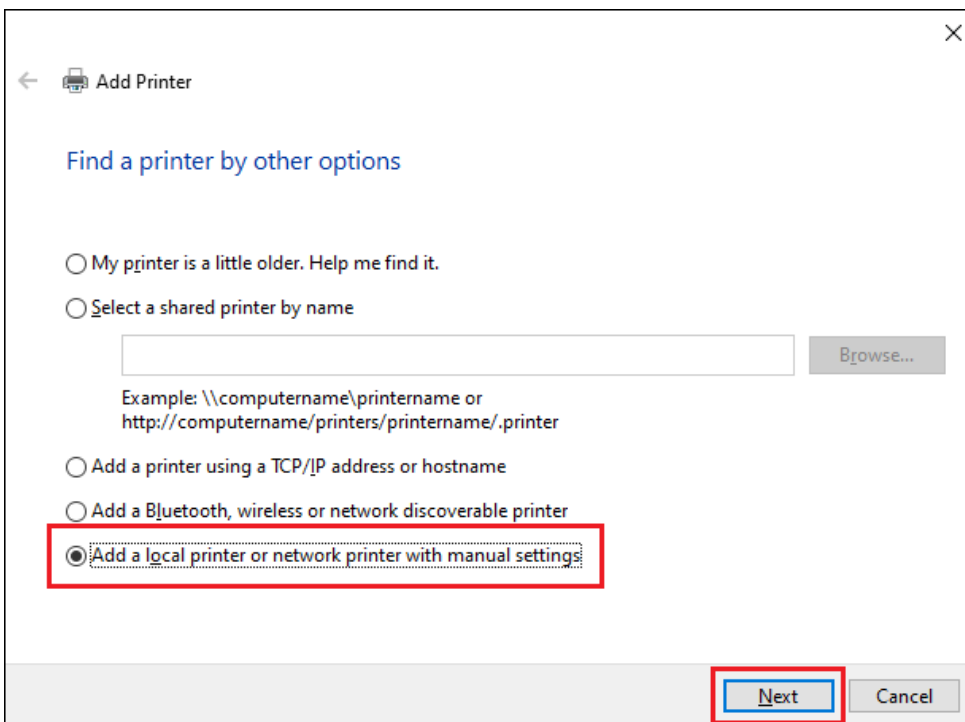 Add Printer
Find a printer by other options
My printer is a little older. Help me find it.
Select a shared printer by name
Browse...
Example: \\computername\printername or
http://computername/printers/printername/.printer
Add a printer using a TCP/IP address or hostname
Add a Bluetooth, wireless or network discoverable printer
Add a local printer or network printer with manual settings
Next Cancel